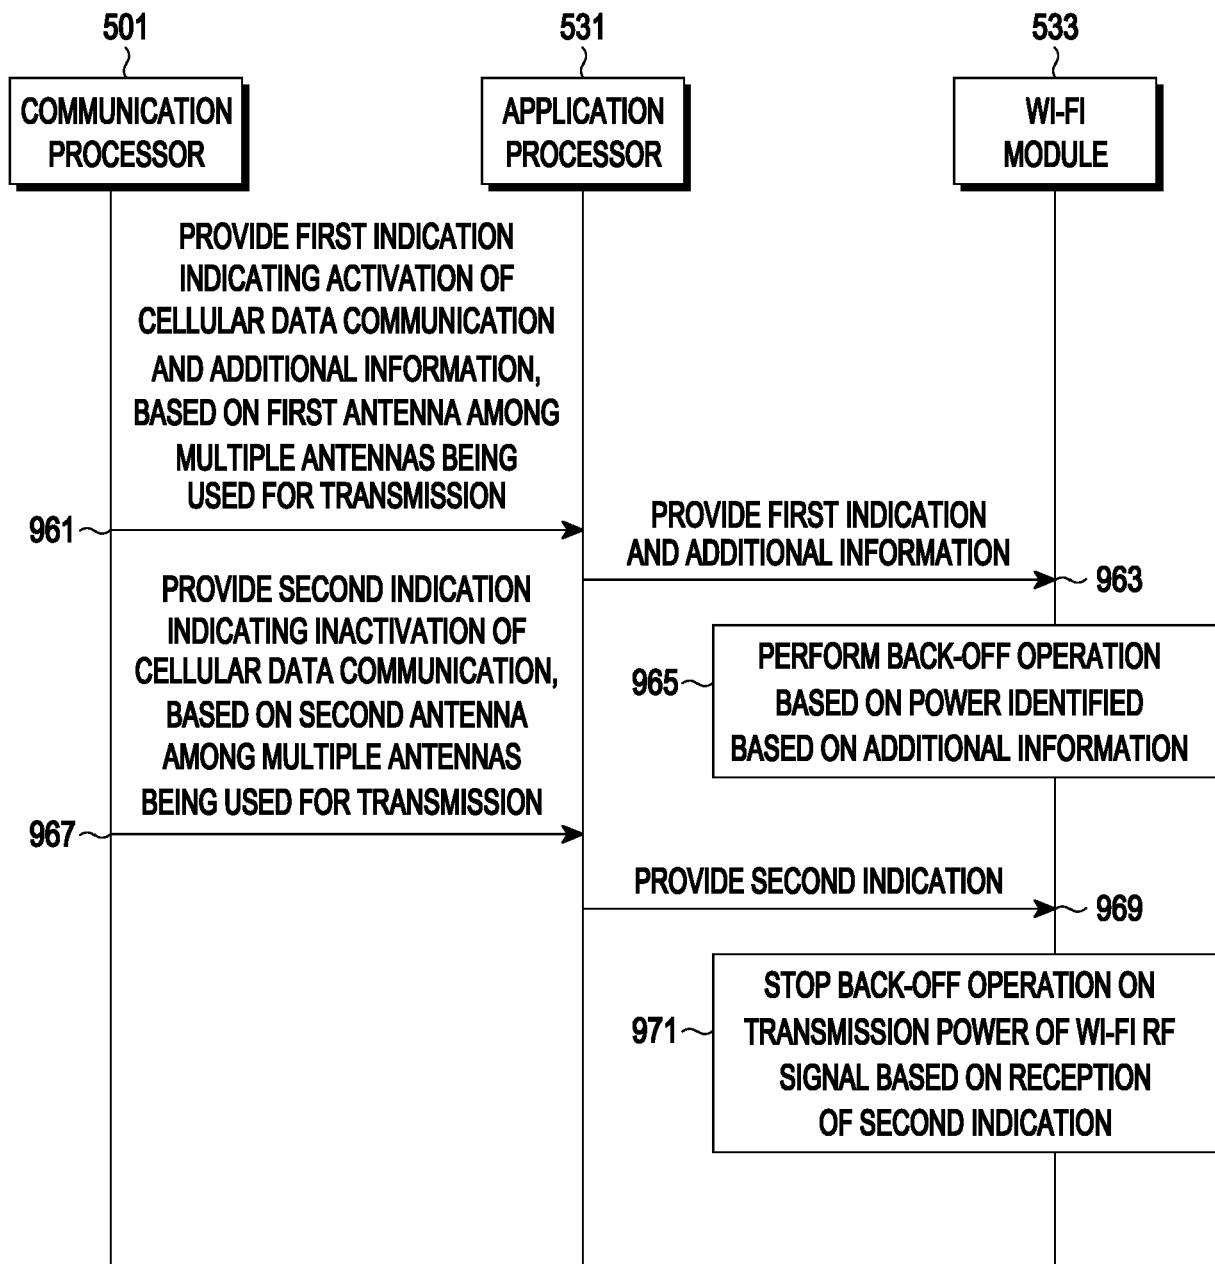 501
531
533
COMMUNICATION
PROCESSOR
APPLICATION
PROCESSOR
WI-FI
MODULE
PROVIDE FIRST INDICATION
INDICATING ACTIVATION OF
CELLULAR DATA COMMUNICATION
AND ADDITIONAL INFORMATION,
BASED ON FIRST ANTENNA AMONG
MULTIPLE ANTENNAS BEING
USED FOR TRANSMISSION
961
PROVIDE FIRST INDICATION
AND ADDITIONAL INFORMATION
963
PERFORM BACK-OFF OPERATION
BASED ON POWER IDENTIFIED
BASED ON ADDITIONAL INFORMATION
965
PROVIDE SECOND INDICATION
INDICATING INACTIVATION OF
CELLULAR DATA COMMUNICATION,
BASED ON SECOND ANTENNA
AMONG MULTIPLE ANTENNAS
BEING USED FOR TRANSMISSION
967
PROVIDE SECOND INDICATION
969
STOP BACK-OFF OPERATION ON
TRANSMISSION POWER OF WI-FI RF
SIGNAL BASED ON RECEPTION
OF SECOND INDICATION
971